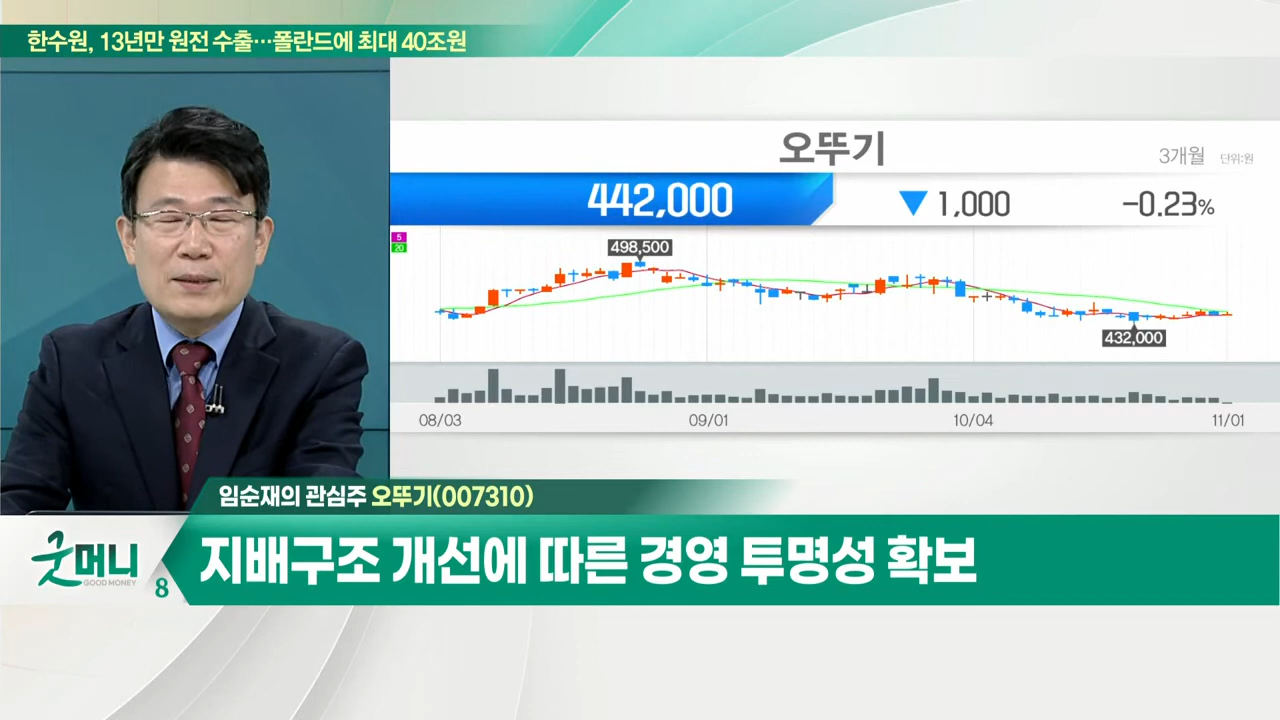 한수원, 13년만 원전 수출…폴란드에 최대 40조원
오뚜기
3개월 단위:원
442,000 ▼ 1,000 -0.23%
5
20
498,500
432,000
08/03 09/01 10/04 11/01
임순재의 관심주 오뚜기(007310)
굿머니
GOOD MONEY
8
지배구조 개선에 따른 경영 투명성 확보